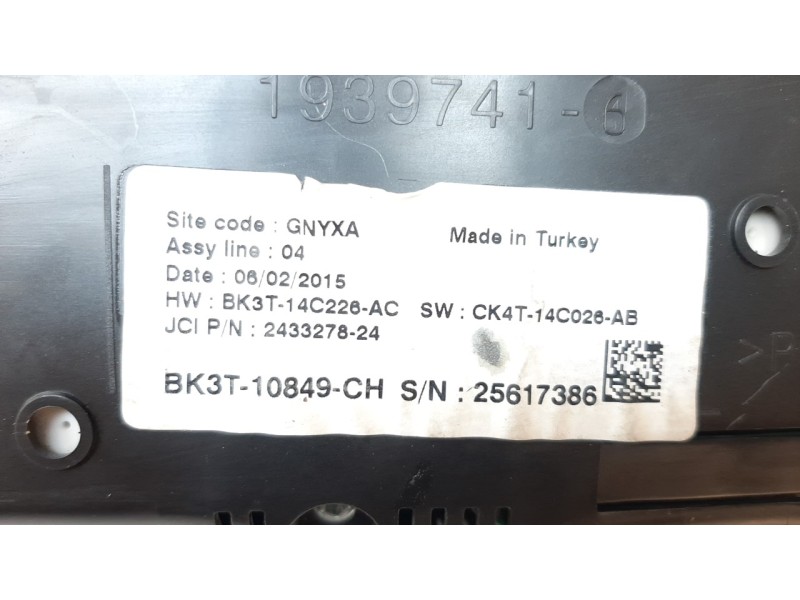 1939741-6
Site code : GNYXA Made in Turkey
Assy line : 04
Date : 06/02/2015
HW : BK3T-14C226-AC SW : CK4T-14C026-AB
JCI P/N : 2433278-24
BK3T-10849-CH S/N : 25617386
>P